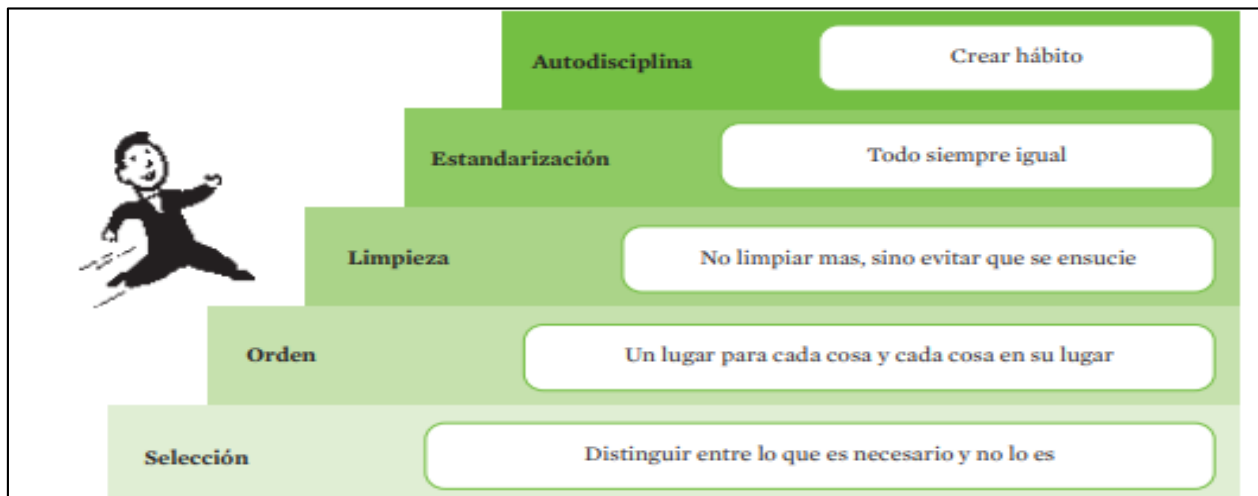 Autodisciplina
Crear hábito
Estandarización
Todo siempre igual
Limpieza
No limpiar mas, sino evitar que se ensucie
Orden
Un lugar para cada cosa y cada cosa en su lugar
Selección
Distinguir entre lo que es necesario y no lo es